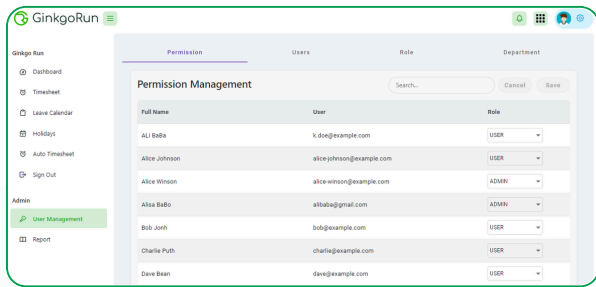 GinkgoRun
Ginkgo Run
Dashboard
Timesheet
Leave Calendar
Holidays
Auto Timesheet
Sign Out
Admin
User Management
Report
Permission Users Role Department
Permission Management Search... Cancel Save
Full Name User Role
ALi BaBa k.doe@example.com USER
Alice Johnson alice-johnson@example.com USER
Alice Winson alice-winson@example.com ADMIN
Alisa BaBo alibaba@gmail.com ADMIN
Bob Jonh bob@example.com USER
Charlie Puth charlie@example.com USER
Dave Bean dave@example.com USER